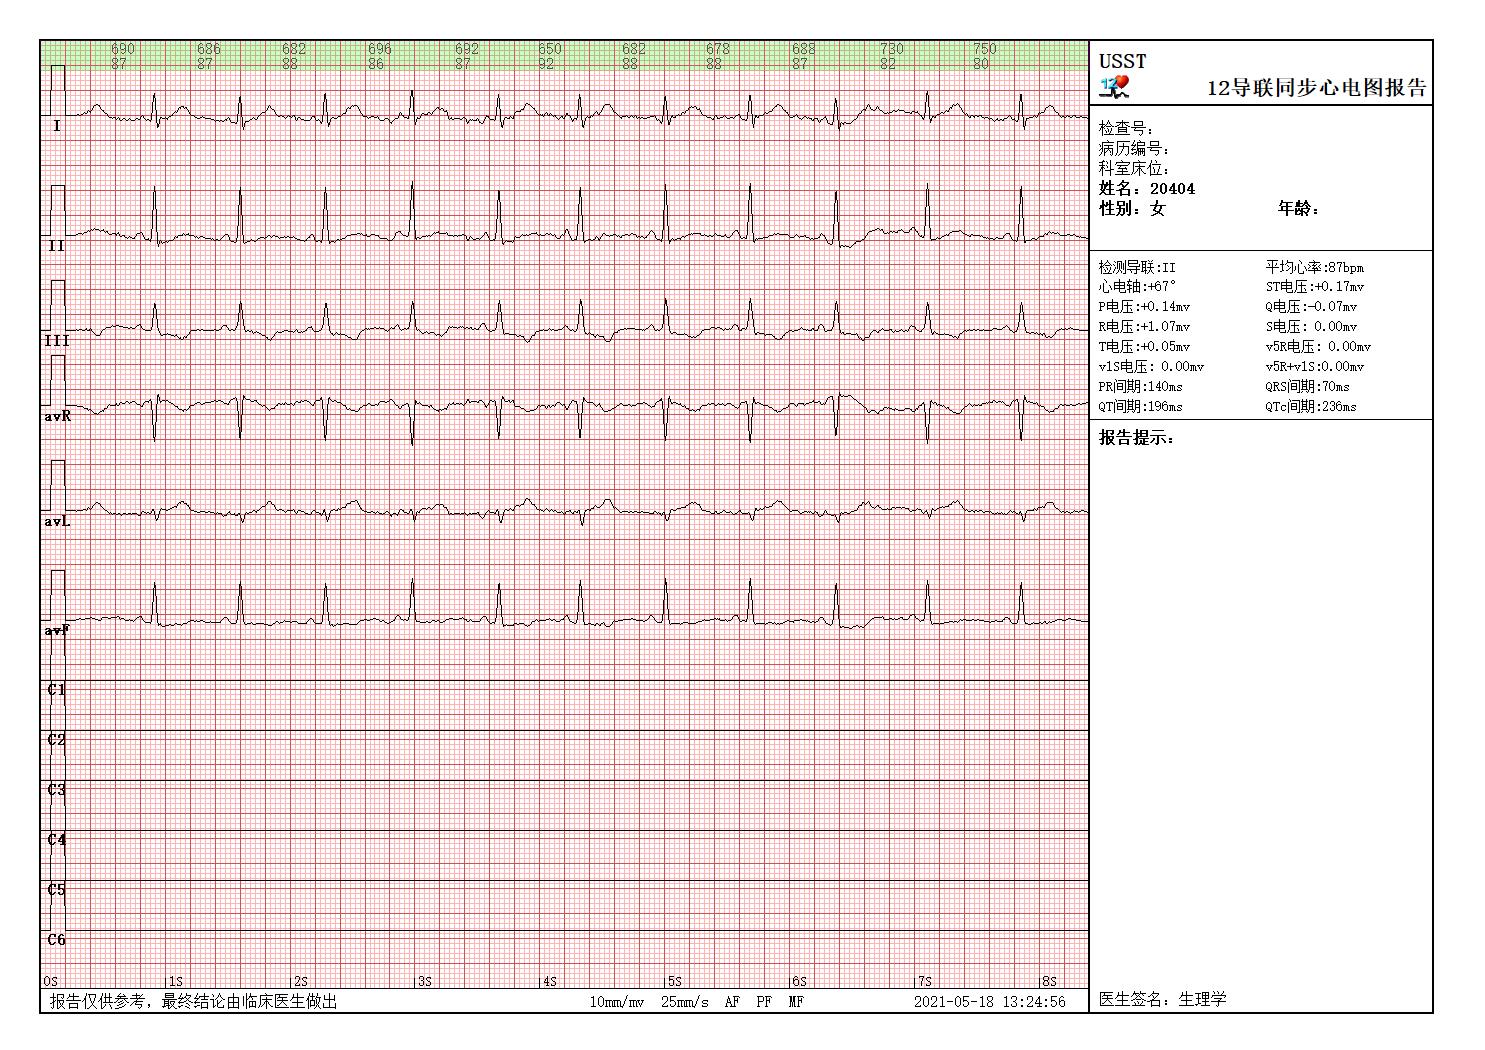 690 686 682 696 692 650 682 678 688 730 750
87 87 88 86 87 92 88 88 87 82 80
I
II
III
avR
avL
avF
C1
C2
C3
C4
C5
C6
0S 1S 2S 3S 4S 5S 6S 7S 8S
报告仅供参考，最终结论由临床医生做出 10mm/mv 25mm/s AF PF MF 2021-05-18 13:24:56
USST
12
12导联同步心电图报告
检查号:
病历编号:
科室床位:
姓名: 20404
性别: 女 年龄:
检测导联:II 平均心率:87bpm
心电轴:+67° ST电压:+0.17mv
P电压:+0.14mv Q电压:-0.07mv
R电压:+1.07mv S电压: 0.00mv
T电压:+0.05mv v5R电压: 0.00mv
v1S电压: 0.00mv v5R+v1S:0.00mv
PR间期:140ms QRS间期:70ms
QT间期:196ms QTc间期:236ms
报告提示:
医生签名: 生理学